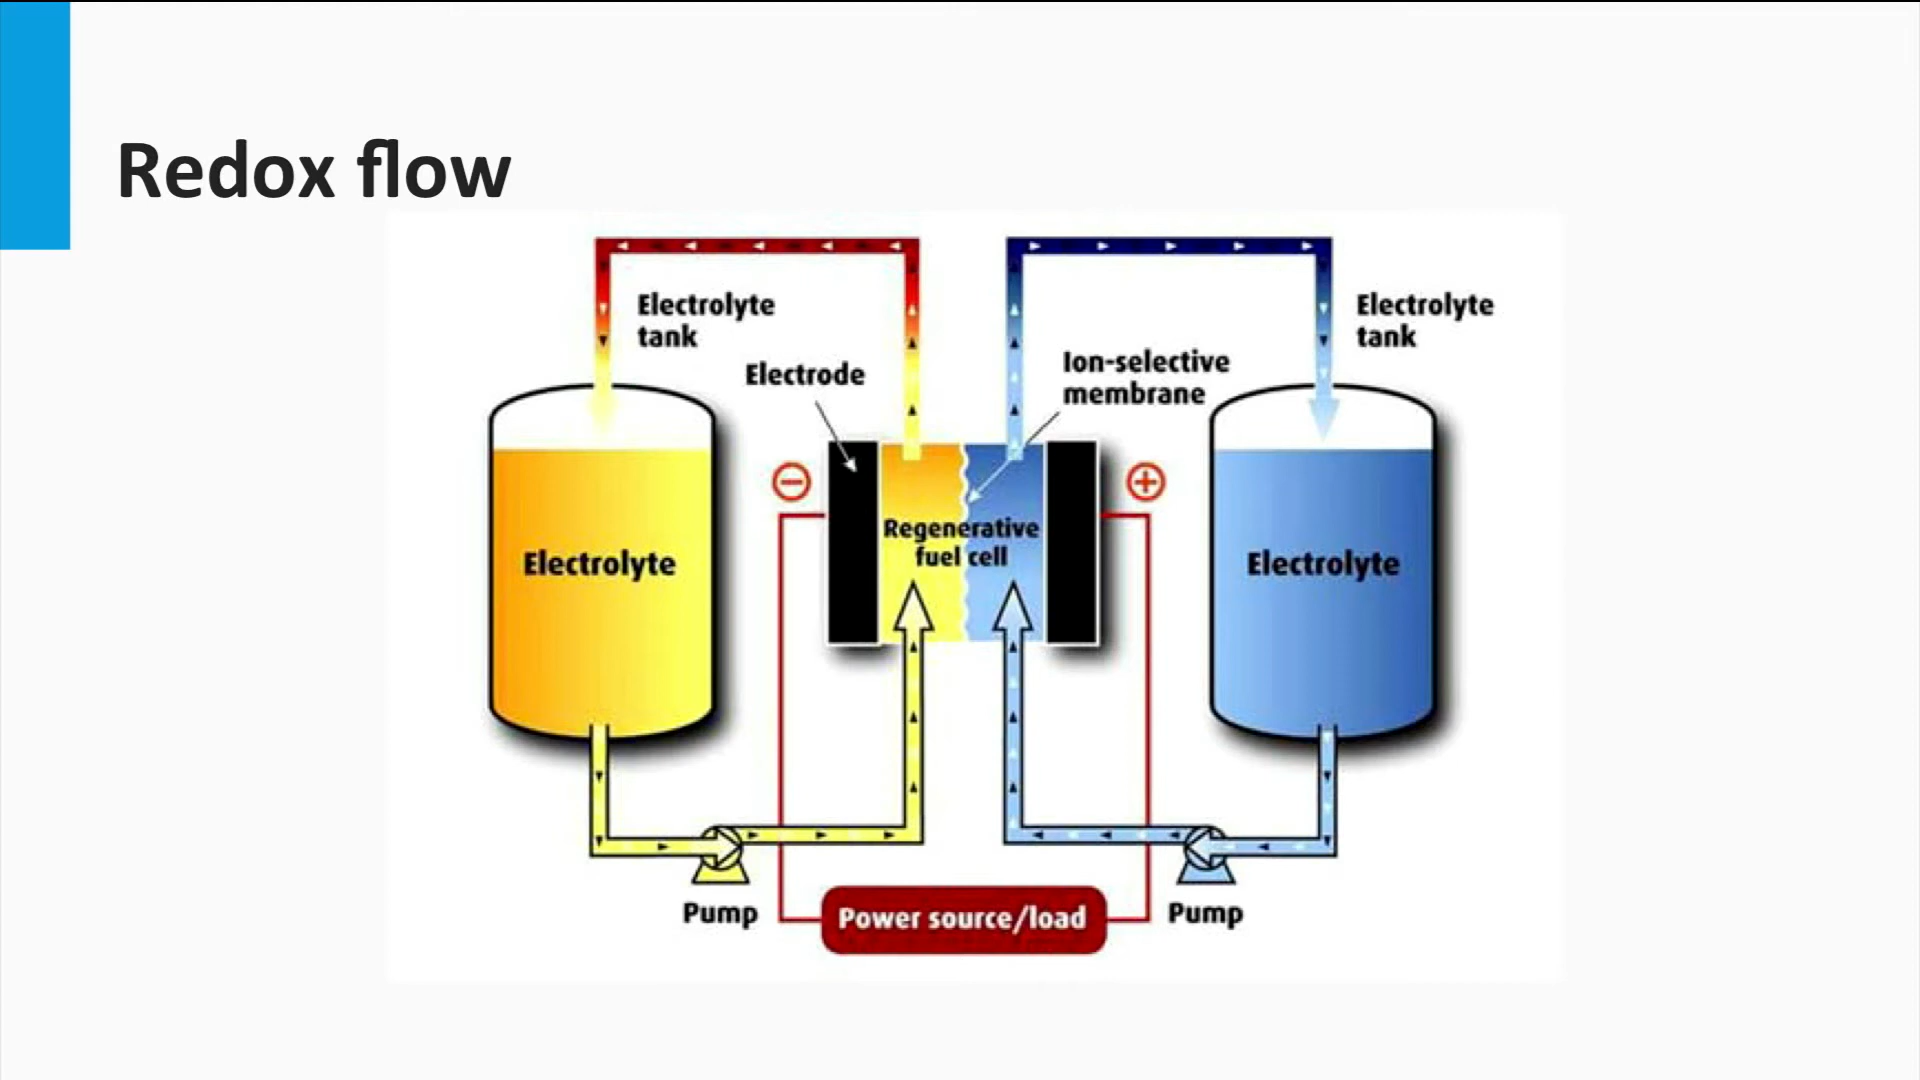 Redox flow
Electrolyte
tank
Electrolyte
tank
Electrode
Ion-selective
membrane
Regenerative
fuel cell
Electrolyte
Electrolyte
Pump
Power source/load
Pump